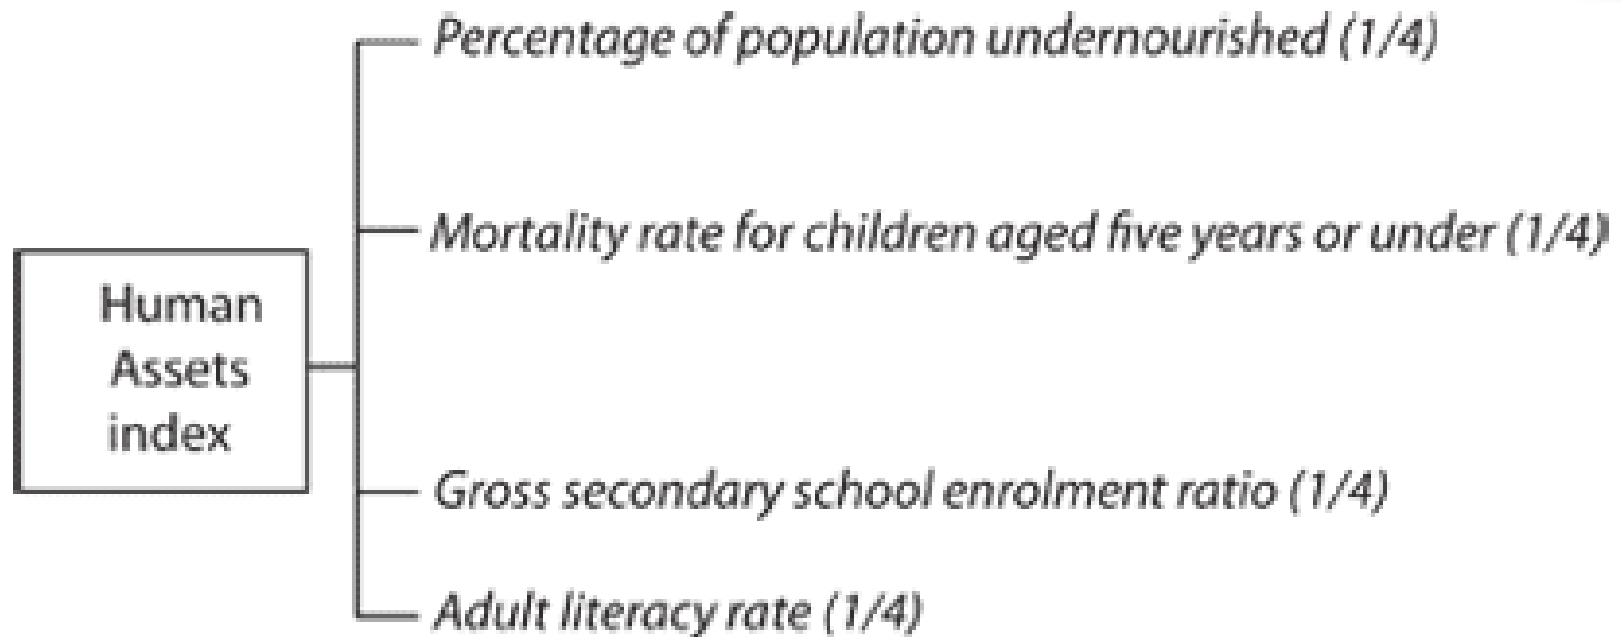 Percentage of population undernourished (1/4)
Mortality rate for children aged five years or under (1/4)
Human
Assets
index
Gross secondary school enrolment ratio (1/4)
Adult literacy rate (1/4)